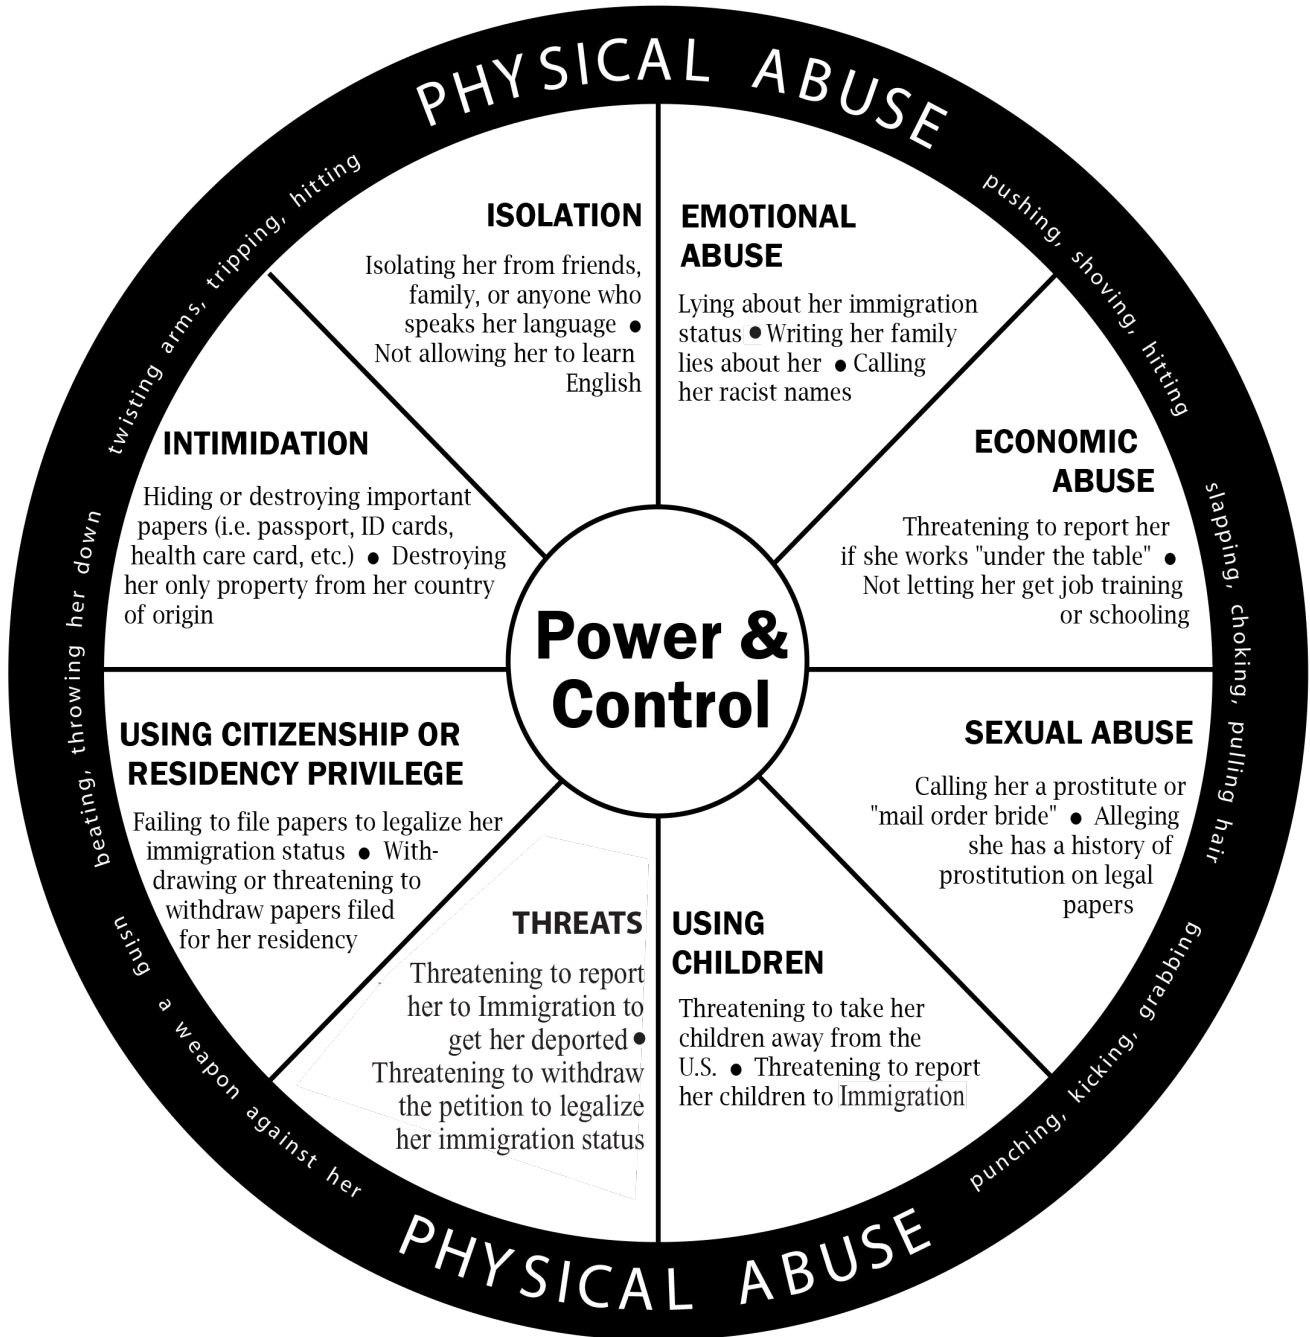 PHYSICAL ABUSE
pushing, shoving, hitting
slapping, choking, pulling hair
punching, kicking, grabbing
PHYSICAL ABUSE
using a weapon against her
beating, throwing her down
twisting arms, tripping, hitting
ISOLATION
Isolating her from friends,
family, or anyone who
speaks her language ●
Not allowing her to learn
English
EMOTIONAL
ABUSE
Lying about her immigration
status ● Writing her family
lies about her ● Calling
her racist names
ECONOMIC
ABUSE
Threatening to report her
if she works "under the table" ●
Not letting her get job training
or schooling
SEXUAL ABUSE
Calling her a prostitute or
"mail order bride" ● Alleging
she has a history of
prostitution on legal
papers
USING
CHILDREN
Threatening to take her
children away from the
U.S. ● Threatening to report
her children to Immigration
THREATS
Threatening to report
her to Immigration to
get her deported ●
Threatening to withdraw
the petition to legalize
her immigration status
USING CITIZENSHIP OR
RESIDENCY PRIVILEGE
Failing to file papers to legalize her
immigration status ● With-
drawing or threatening to
withdraw papers filed
for her residency
INTIMIDATION
Hiding or destroying important
papers (i.e. passport, ID cards,
health care card, etc.) ● Destroying
her only property from her country
of origin
Power &
Control